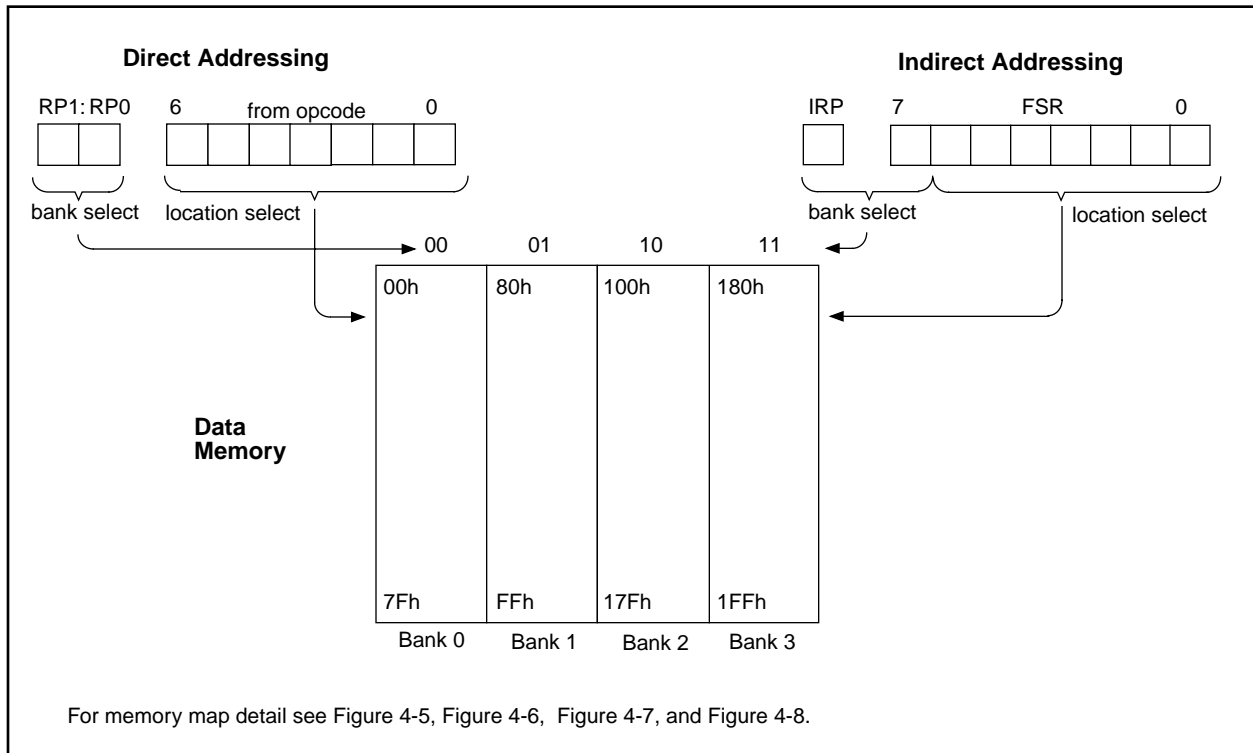 Direct Addressing
Indirect Addressing
RP1: RP0 6 from opcode 0
IRP 7 FSR 0
bank select location select
bank select location select
00 01 10 11
00h 80h 100h 180h
Data
Memory
7Fh FFh 17Fh 1FFh
Bank 0 Bank 1 Bank 2 Bank 3
For memory map detail see Figure 4-5, Figure 4-6, Figure 4-7, and Figure 4-8.